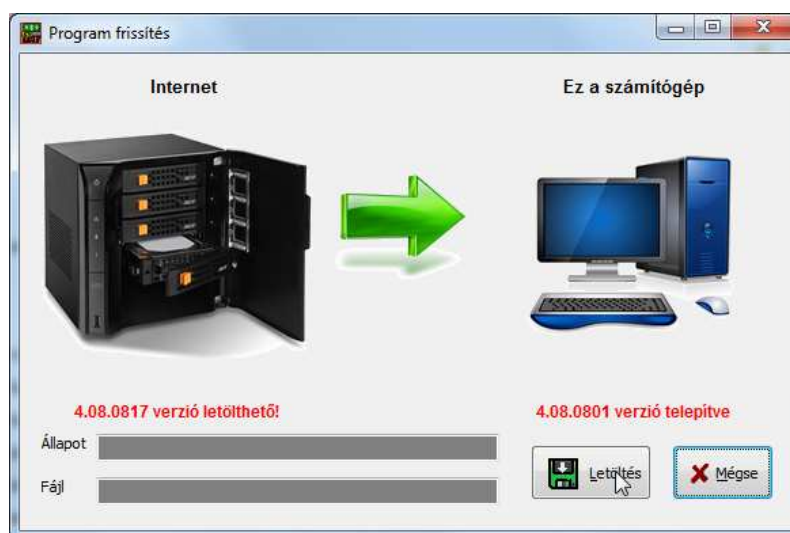 Program frissítés
Internet
Ez a számítógép
4.08.0817 verzió letölthető!
4.08.0801 verzió telepítve
Állapot
Fájl
Letöltés
Mégse